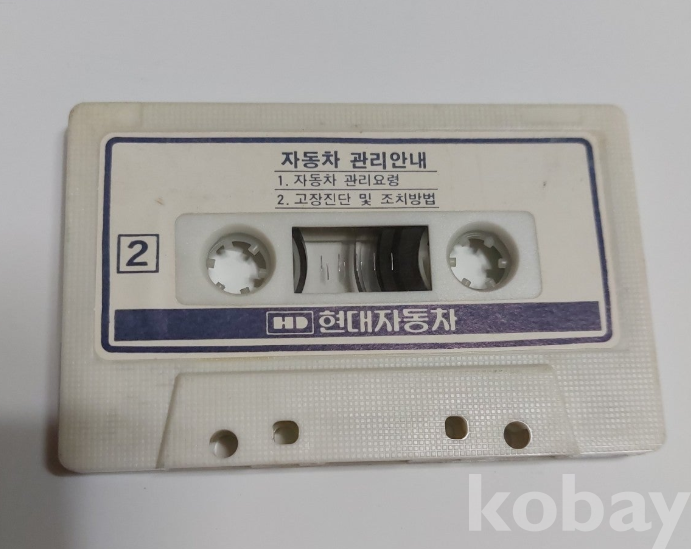 자동차 관리안내
1. 자동차 관리요령
2. 고장진단 및 조치방법
2
HD 현대자동차
kobay